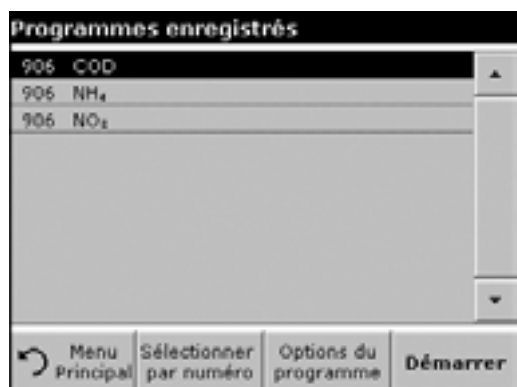 Programmes enregistrés
906 COD
906 NH₄
906 NO₂
Menu Principal
Sélectionner par numéro
Options du programme
Démarrer